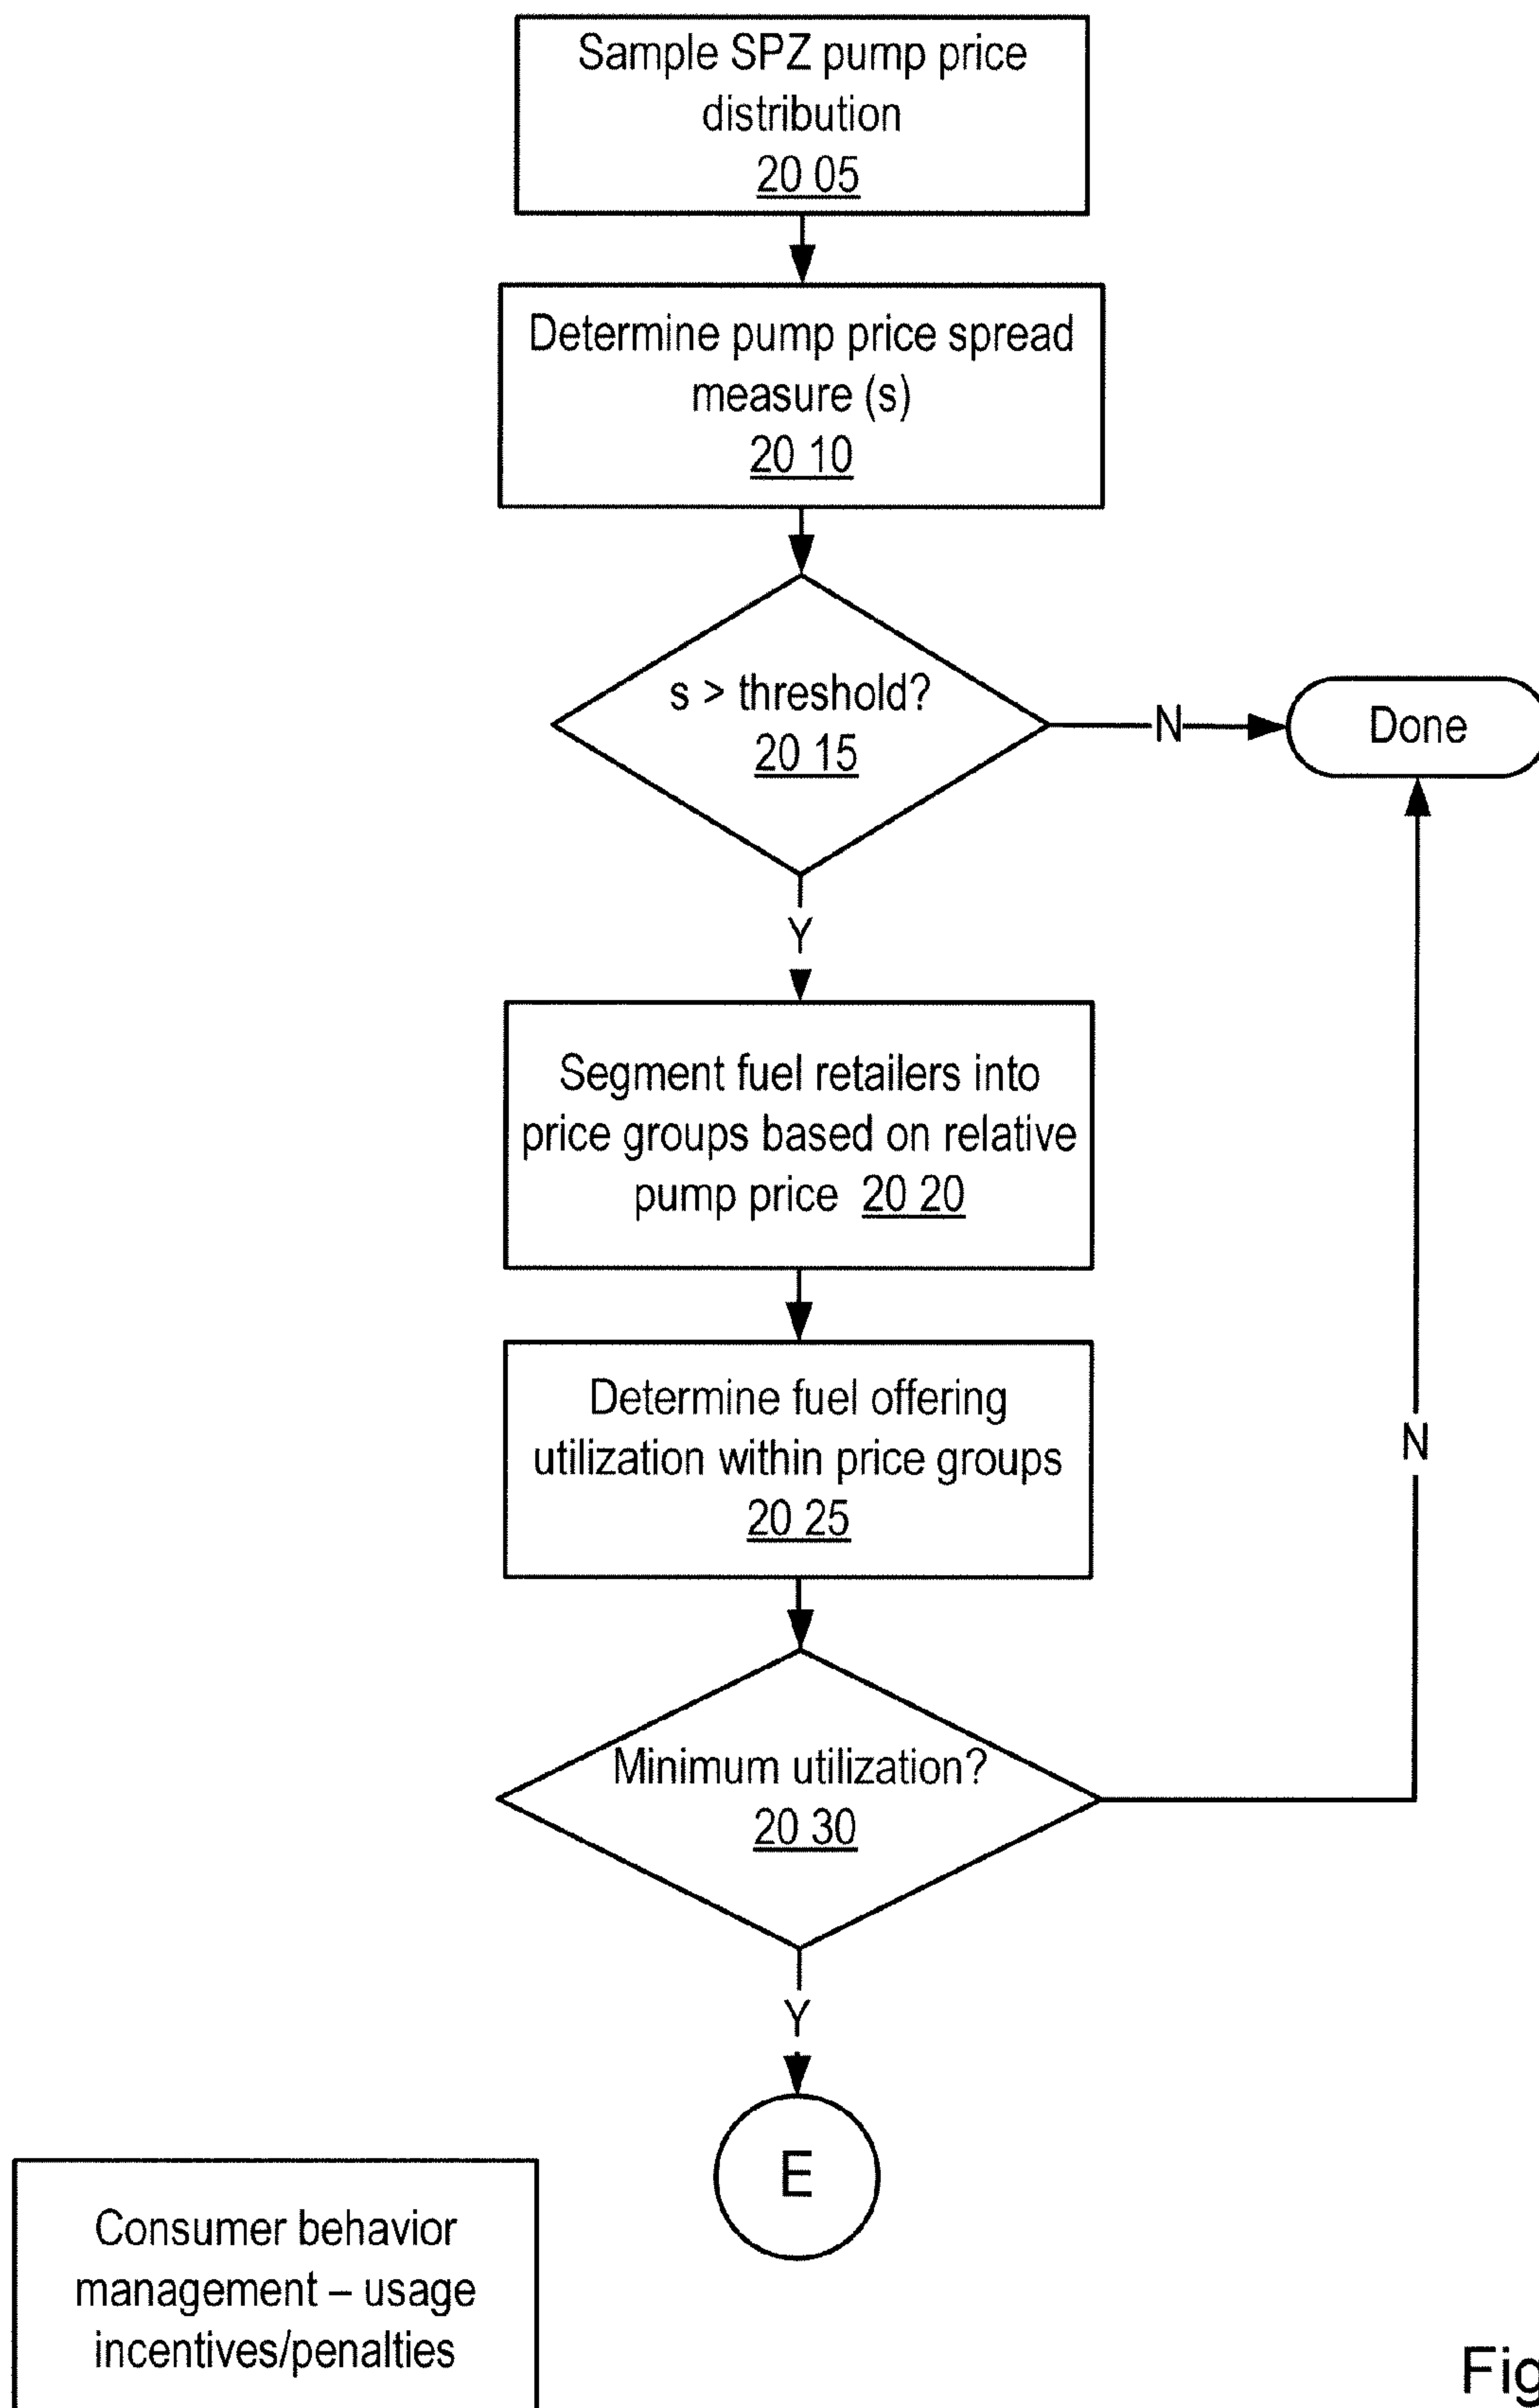 Sample SPZ pump price
distribution
20 05
Determine pump price spread
measure (s)
20 10
s > threshold?
20 15
N
Done
Y
Segment fuel retailers into
price groups based on relative
pump price 20 20
Determine fuel offering
utilization within price groups
20 25
N
Minimum utilization?
20 30
Y
E
Consumer behavior
management – usage
incentives/penalties
Fig